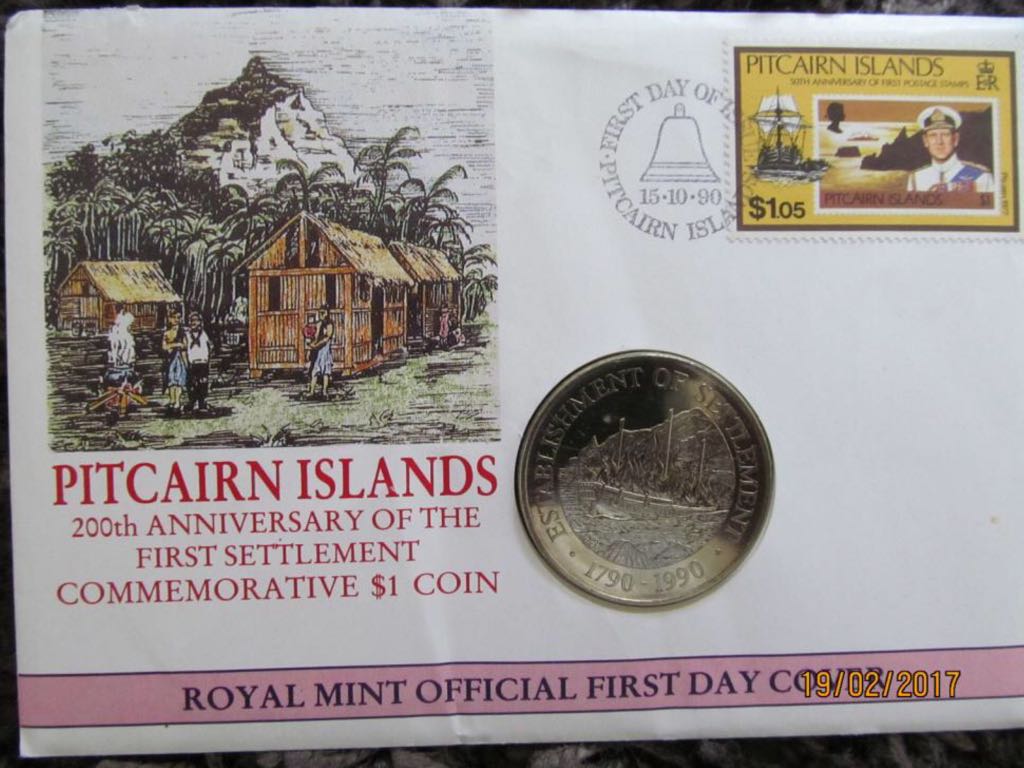 PITCAIRN ISLANDS
50TH ANNIVERSARY OF FIRST POSTAGE STAMPS
E R
$1.05
PITCAIRN ISLANDS
$1
FIRST DAY OF
15·10·90
PITCAIRN ISLA
ESTABLISHMENT OF SETTLEMENT
1790 - 1990
PITCAIRN ISLANDS
200th ANNIVERSARY OF THE
FIRST SETTLEMENT
COMMEMORATIVE $1 COIN
ROYAL MINT OFFICIAL FIRST DAY COVER
19/02/2017